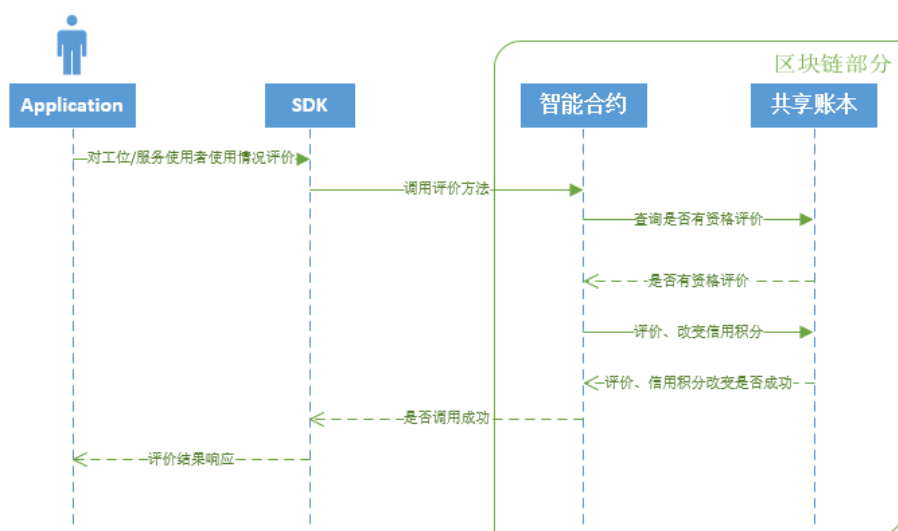 区块链部分
Application
SDK
智能合约
共享账本
对工位/服务使用者使用情况评价
调用评价方法
查询是否有资格评价
是否有资格评价
评价、改变信用积分
评价、信用积分改变是否成功
是否调用成功
评价结果响应